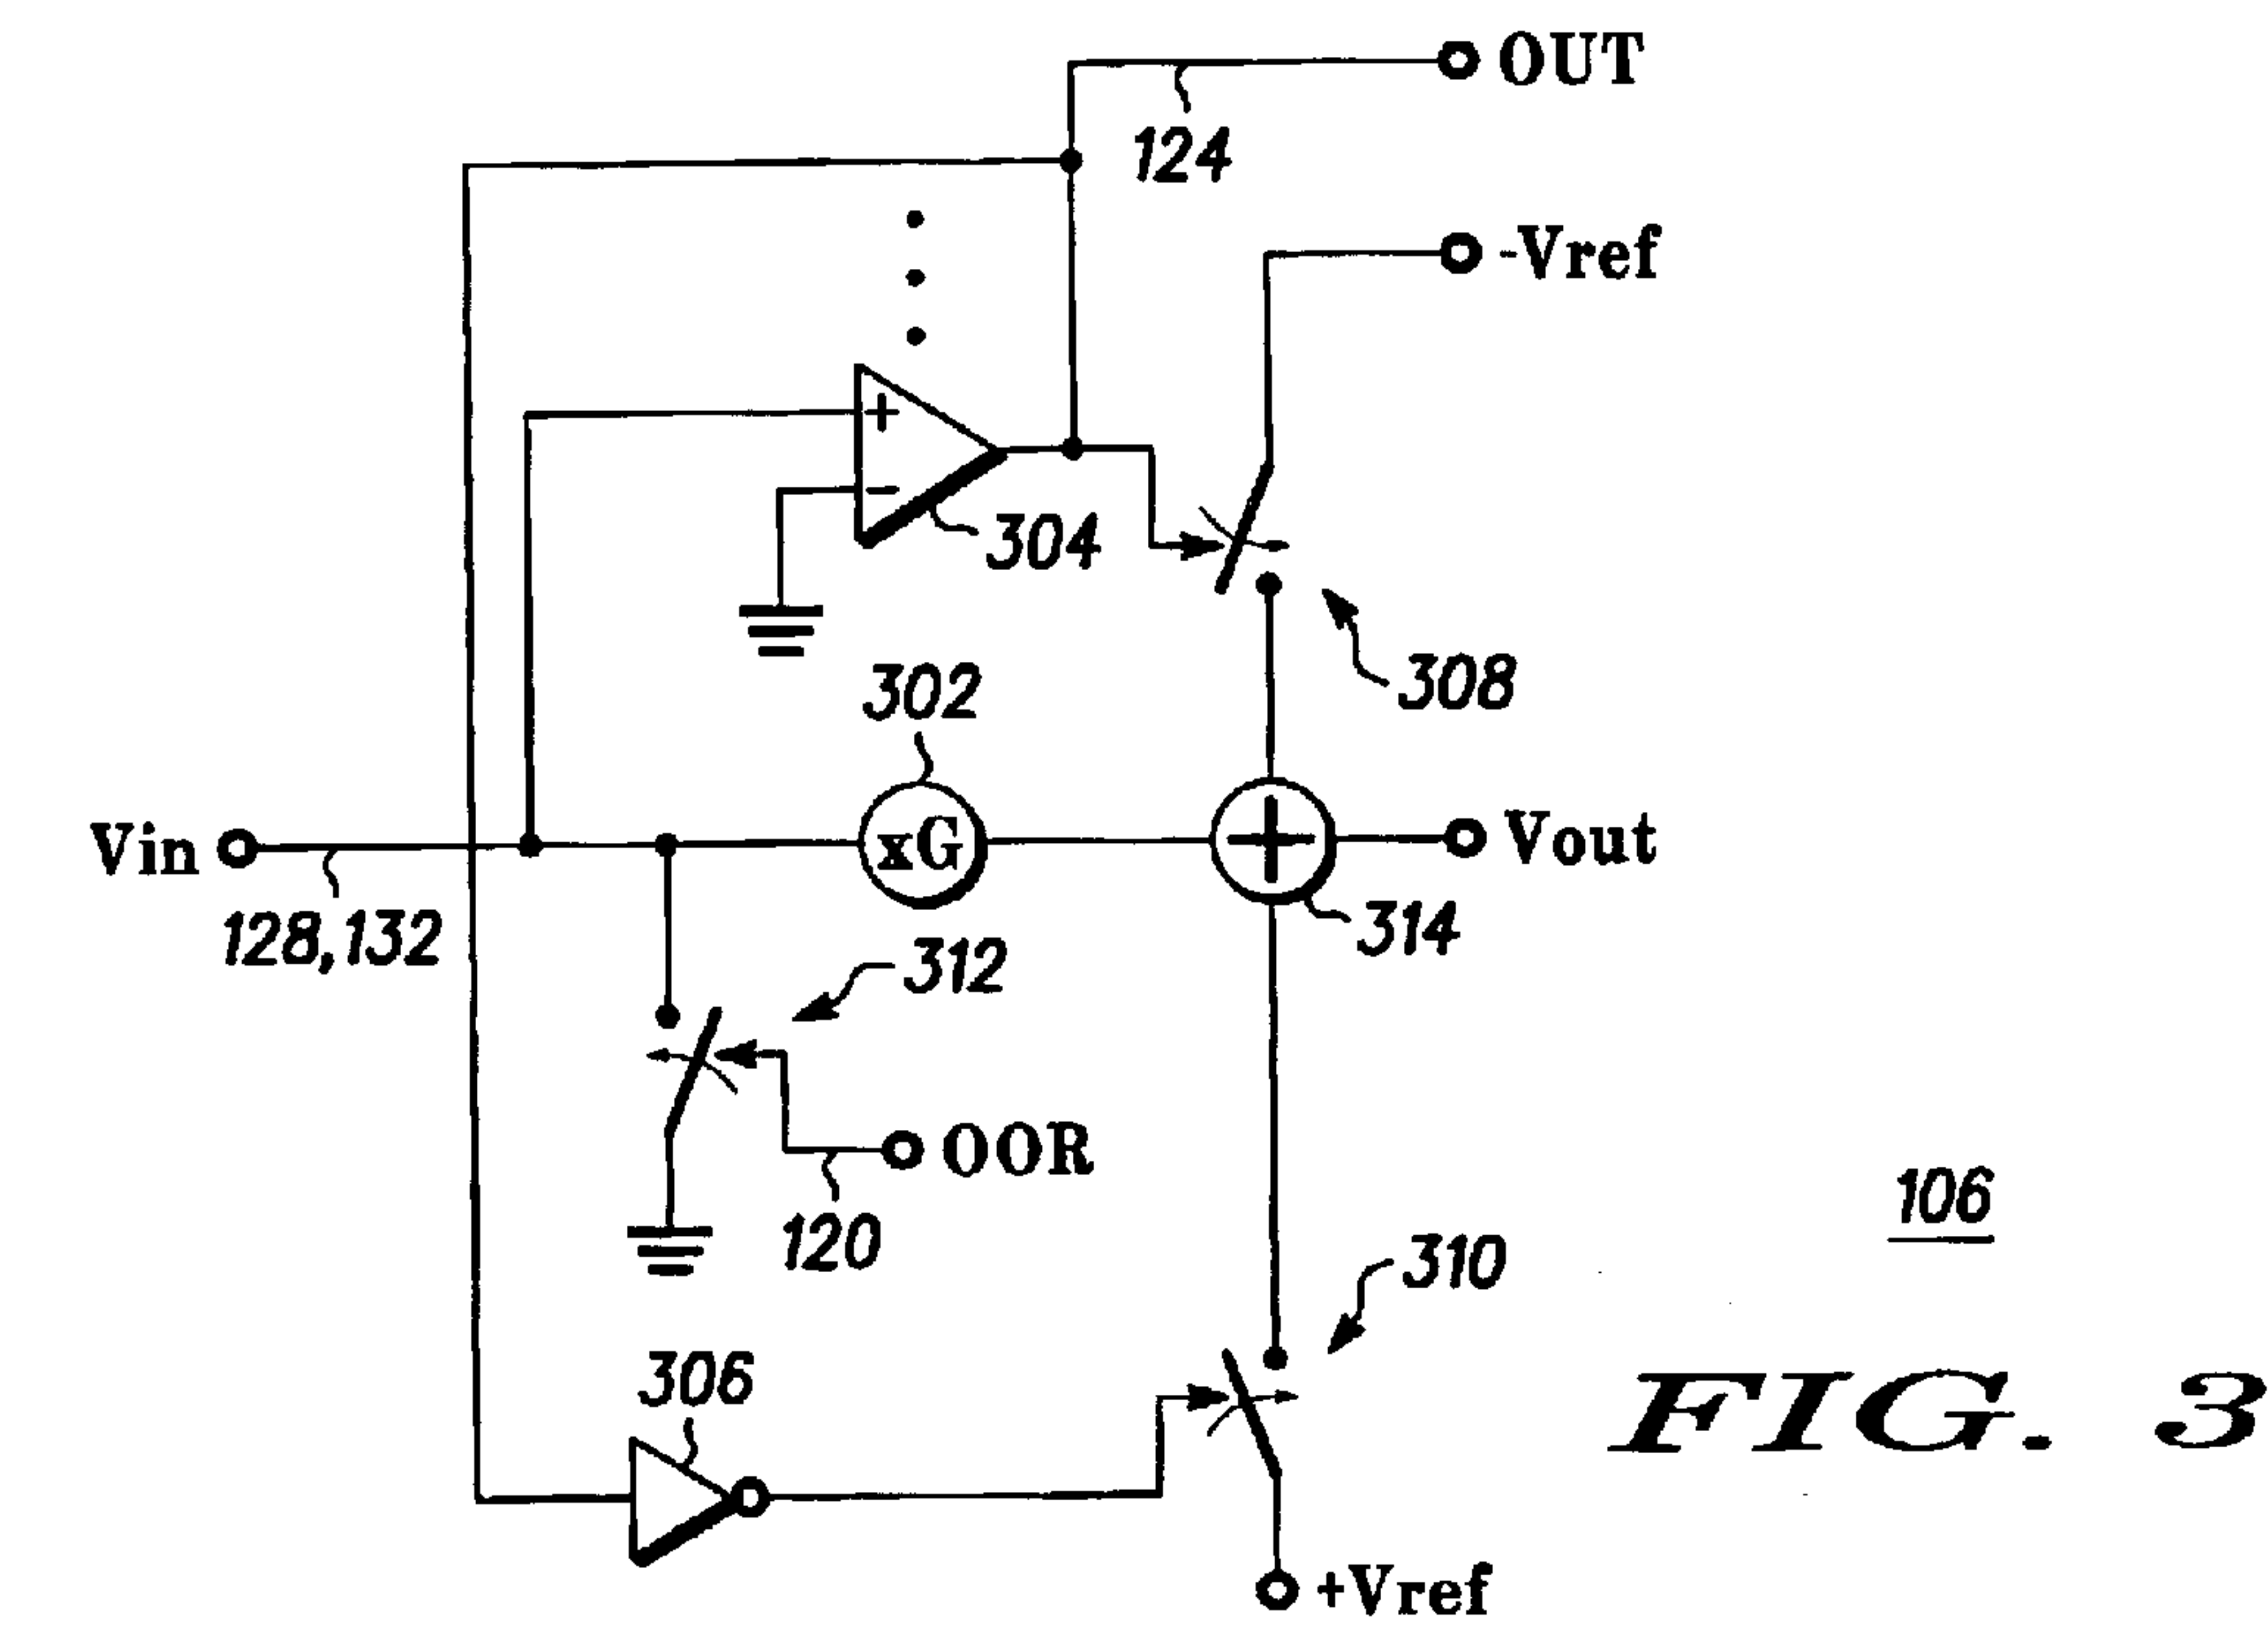 OUT
124
-Vref
+
−
304
308
302
Vin
xG
+
Vout
128,132
314
312
OOR
120
106
310
306
FIG. 3
+Vref